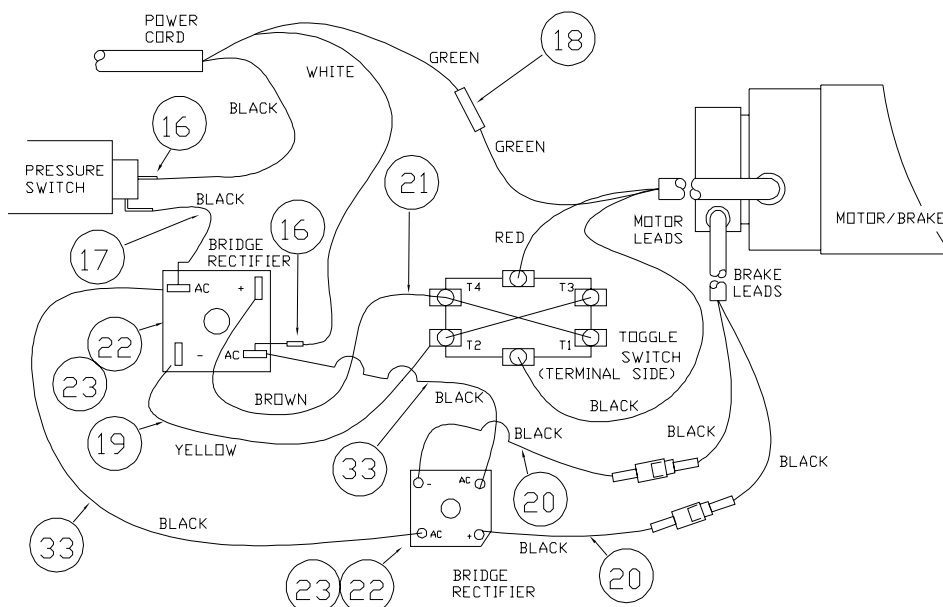 POWER
CORD
GREEN
18
WHITE
BLACK
16
GREEN
PRESSURE
SWITCH
BLACK
21
17
16
RED
MOTOR
LEADS
MOTOR/BRAKE
BRIDGE
RECTIFIER
BRAKE
LEADS
AC
+
T4
T3
22
-
AC
T2
T1
TOGGLE
SWITCH
(TERMINAL SIDE)
23
BROWN
BLACK
BLACK
19
YELLOW
33
BLACK
BLACK
BLACK
-
AC
20
33
BLACK
AC
+
BLACK
20
23
22
BRIDGE
RECTIFIER